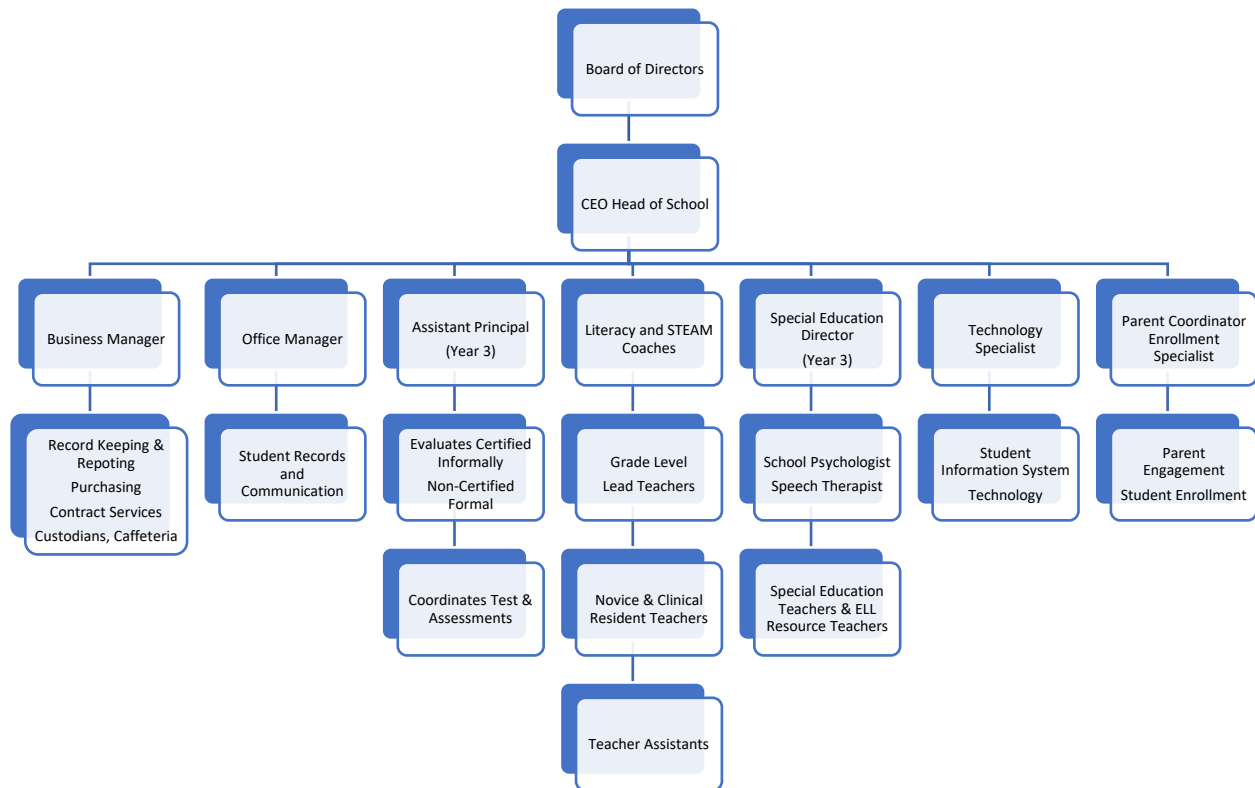 Board of Directors
CEO Head of School
Business Manager
Office Manager
Assistant Principal
(Year 3)
Literacy and STEAM
Coaches
Special Education
Director
(Year 3)
Technology
Specialist
Parent Coordinator
Enrollment
Specialist
Record Keeping &
Repoting
Purchasing
Contract Services
Custodians, Caffeteria
Student Records
and
Communication
Evaluates Certified
Informally
Non-Certified
Formal
Grade Level
Lead Teachers
School Psychologist
Speech Therapist
Student
Information System
Technology
Parent
Engagement
Student Enrollment
Coordinates Test &
Assessments
Novice & Clinical
Resident Teachers
Special Education
Teachers & ELL
Resource Teachers
Teacher Assistants